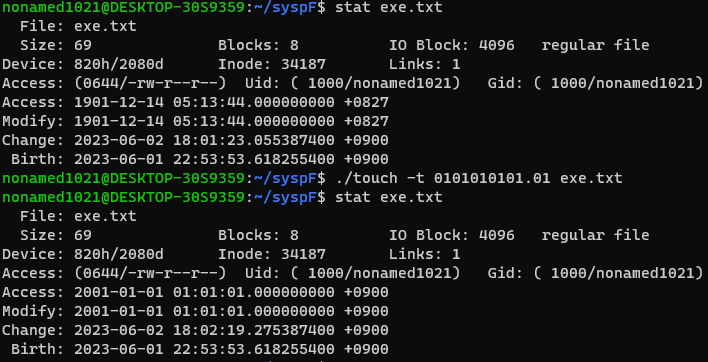 nonamed1021@DESKTOP-30S9359:~/syspF$ stat exe.txt
  File: exe.txt
  Size: 69              Blocks: 8          IO Block: 4096   regular file
Device: 820h/2080d      Inode: 34187       Links: 1
Access: (0644/-rw-r--r--)  Uid: ( 1000/nonamed1021)   Gid: ( 1000/nonamed1021)
Access: 1901-12-14 05:13:44.000000000 +0827
Modify: 1901-12-14 05:13:44.000000000 +0827
Change: 2023-06-02 18:01:23.055387400 +0900
 Birth: 2023-06-01 22:53:53.618255400 +0900
nonamed1021@DESKTOP-30S9359:~/syspF$ ./touch -t 0101010101.01 exe.txt
nonamed1021@DESKTOP-30S9359:~/syspF$ stat exe.txt
  File: exe.txt
  Size: 69              Blocks: 8          IO Block: 4096   regular file
Device: 820h/2080d      Inode: 34187       Links: 1
Access: (0644/-rw-r--r--)  Uid: ( 1000/nonamed1021)   Gid: ( 1000/nonamed1021)
Access: 2001-01-01 01:01:01.000000000 +0900
Modify: 2001-01-01 01:01:01.000000000 +0900
Change: 2023-06-02 18:02:19.275387400 +0900
 Birth: 2023-06-01 22:53:53.618255400 +0900